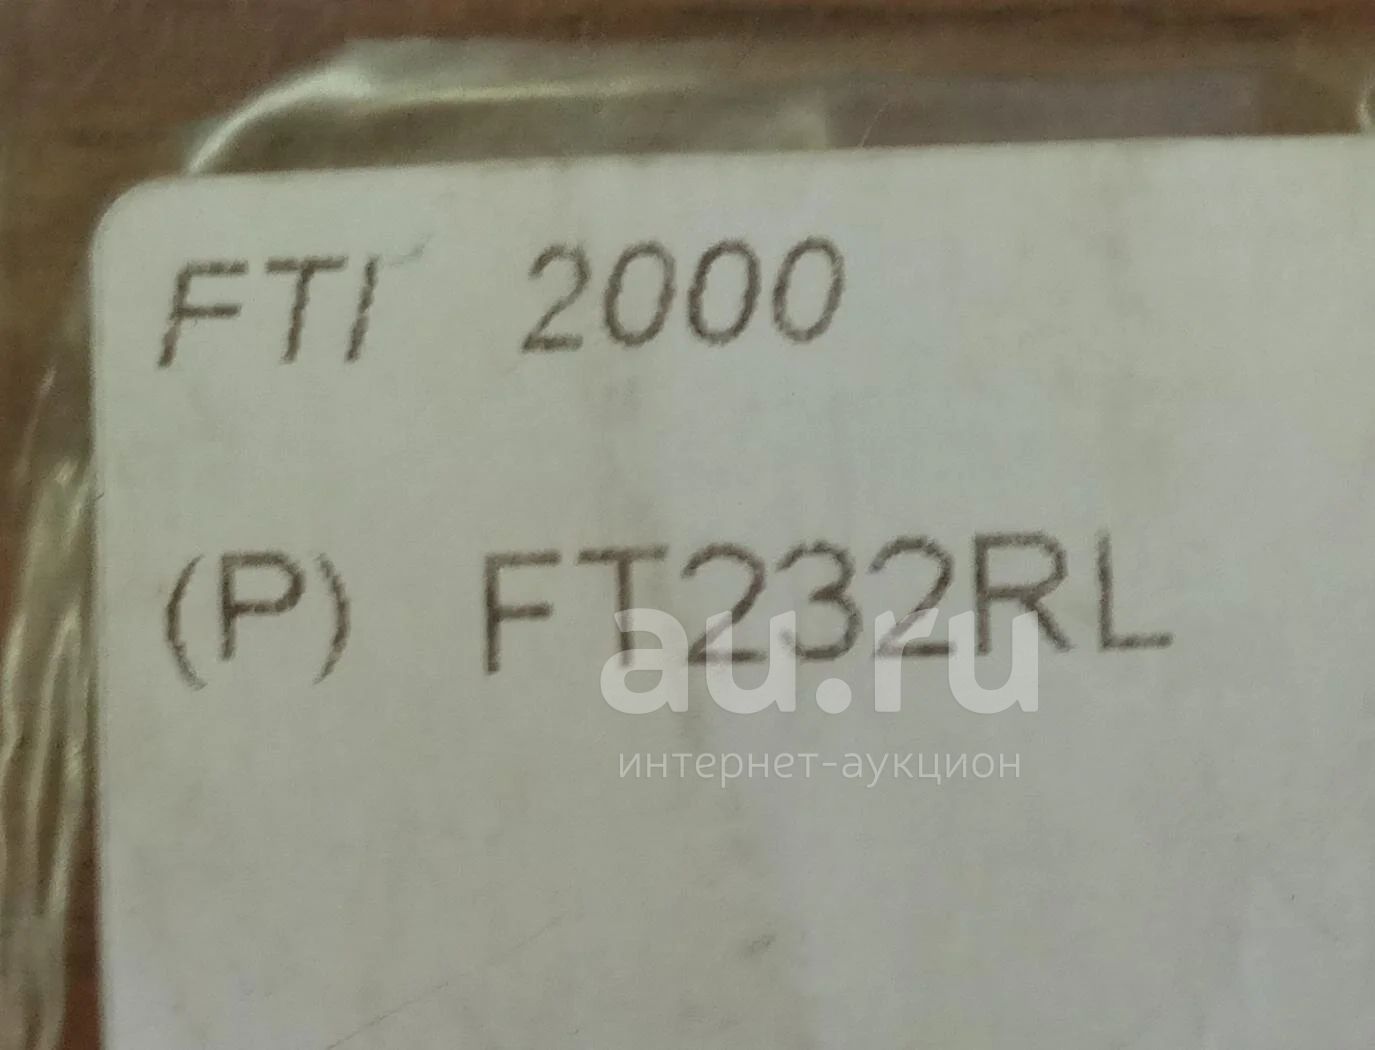 FTI 2000
(P) FT232RL
au.ru
интернет-аукцион